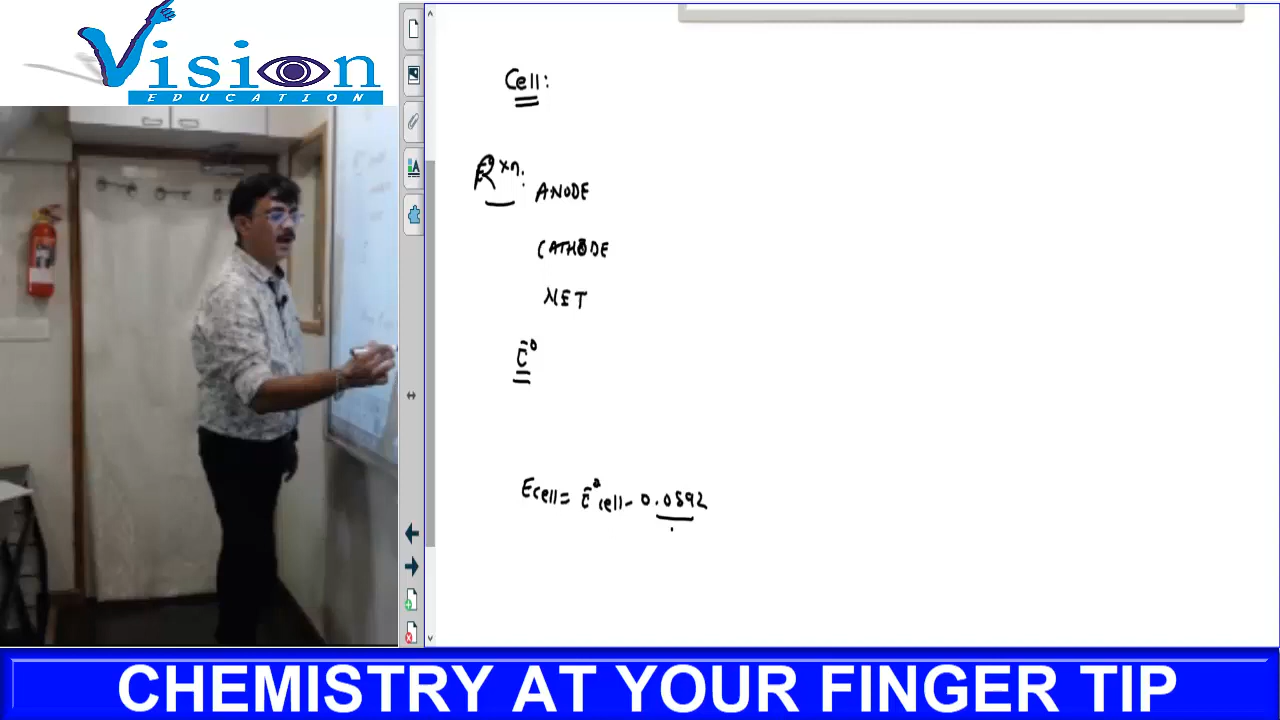 Vision
EDUCATION
Cell:
Rxn:
ANODE
CATHODE
NET
E°
Ecell = E°cell - 0.0592
CHEMISTRY AT YOUR FINGER TIP